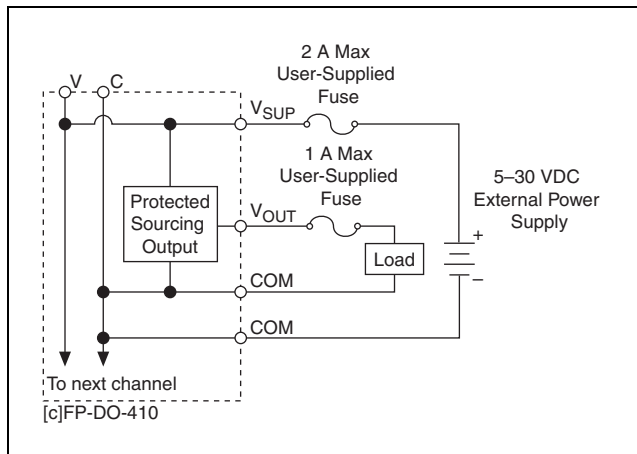 2 A Max
User-Supplied
Fuse
V
C
VSUP
1 A Max
User-Supplied
Fuse
5–30 VDC
External Power
Supply
Protected
Sourcing
Output
VOUT
Load
+
–
COM
COM
To next channel
[c]FP-DO-410